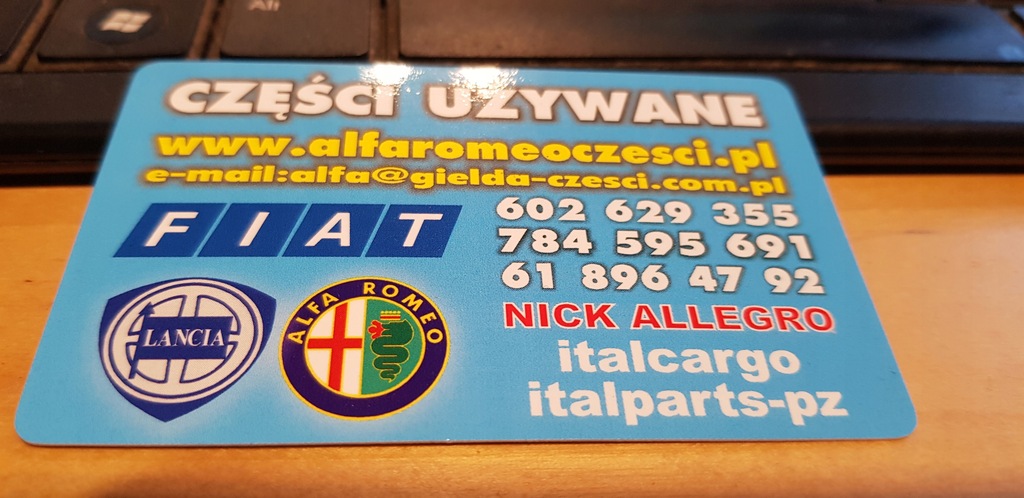 Alt
CZĘŚCI UŻYWANE
www.alfaromeoczesci.pl
e-mail:alfa@gielda-czesci.com.pl
FIAT
602 629 355
784 595 691
61 896 47 92
LANCIA
ALFA ROMEO
NICK ALLEGRO
italcargo
italparts-pz